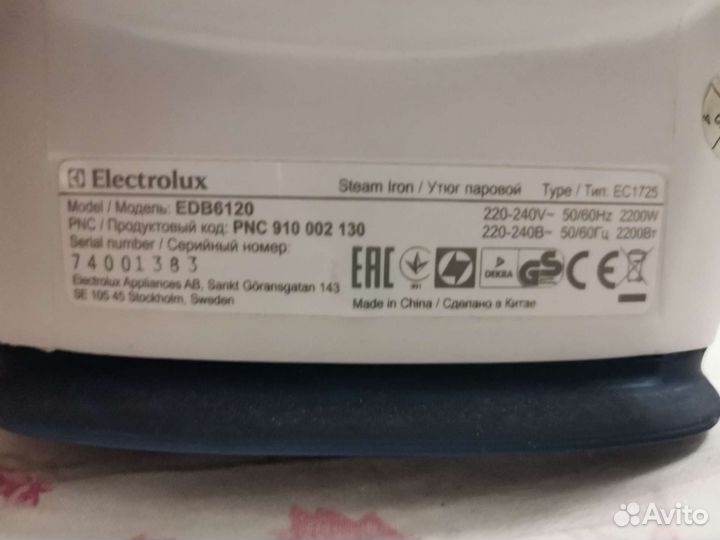 Electrolux
Steam Iron / Утюг паровой Type / Тип: EC1725
Model / Модель: EDB6120
220-240V~ 50/60Hz 2200W
PNC / Продуктовый код: PNC 910 002 130
220-240В~ 50/60Гц 2200Вт
Serial number / Серийный номер:
74001383
Electrolux Appliances AB, Sankt Göransgatan 143
SE 105 45 Stockholm, Sweden
EAC
DEKRA
GS
CE
Made in China / Сделано в Китае
Avito